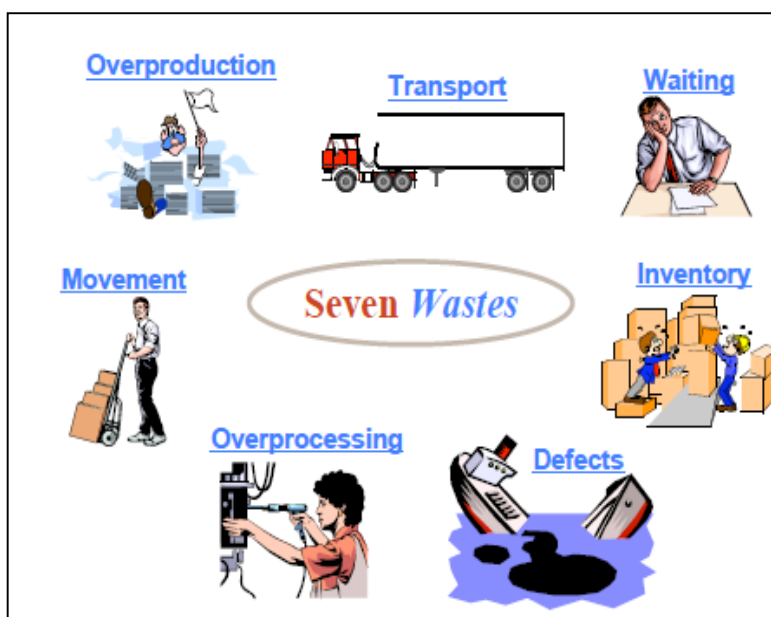 Overproduction
Transport
Waiting
Movement
Seven Wastes
Inventory
Overprocessing
Defects